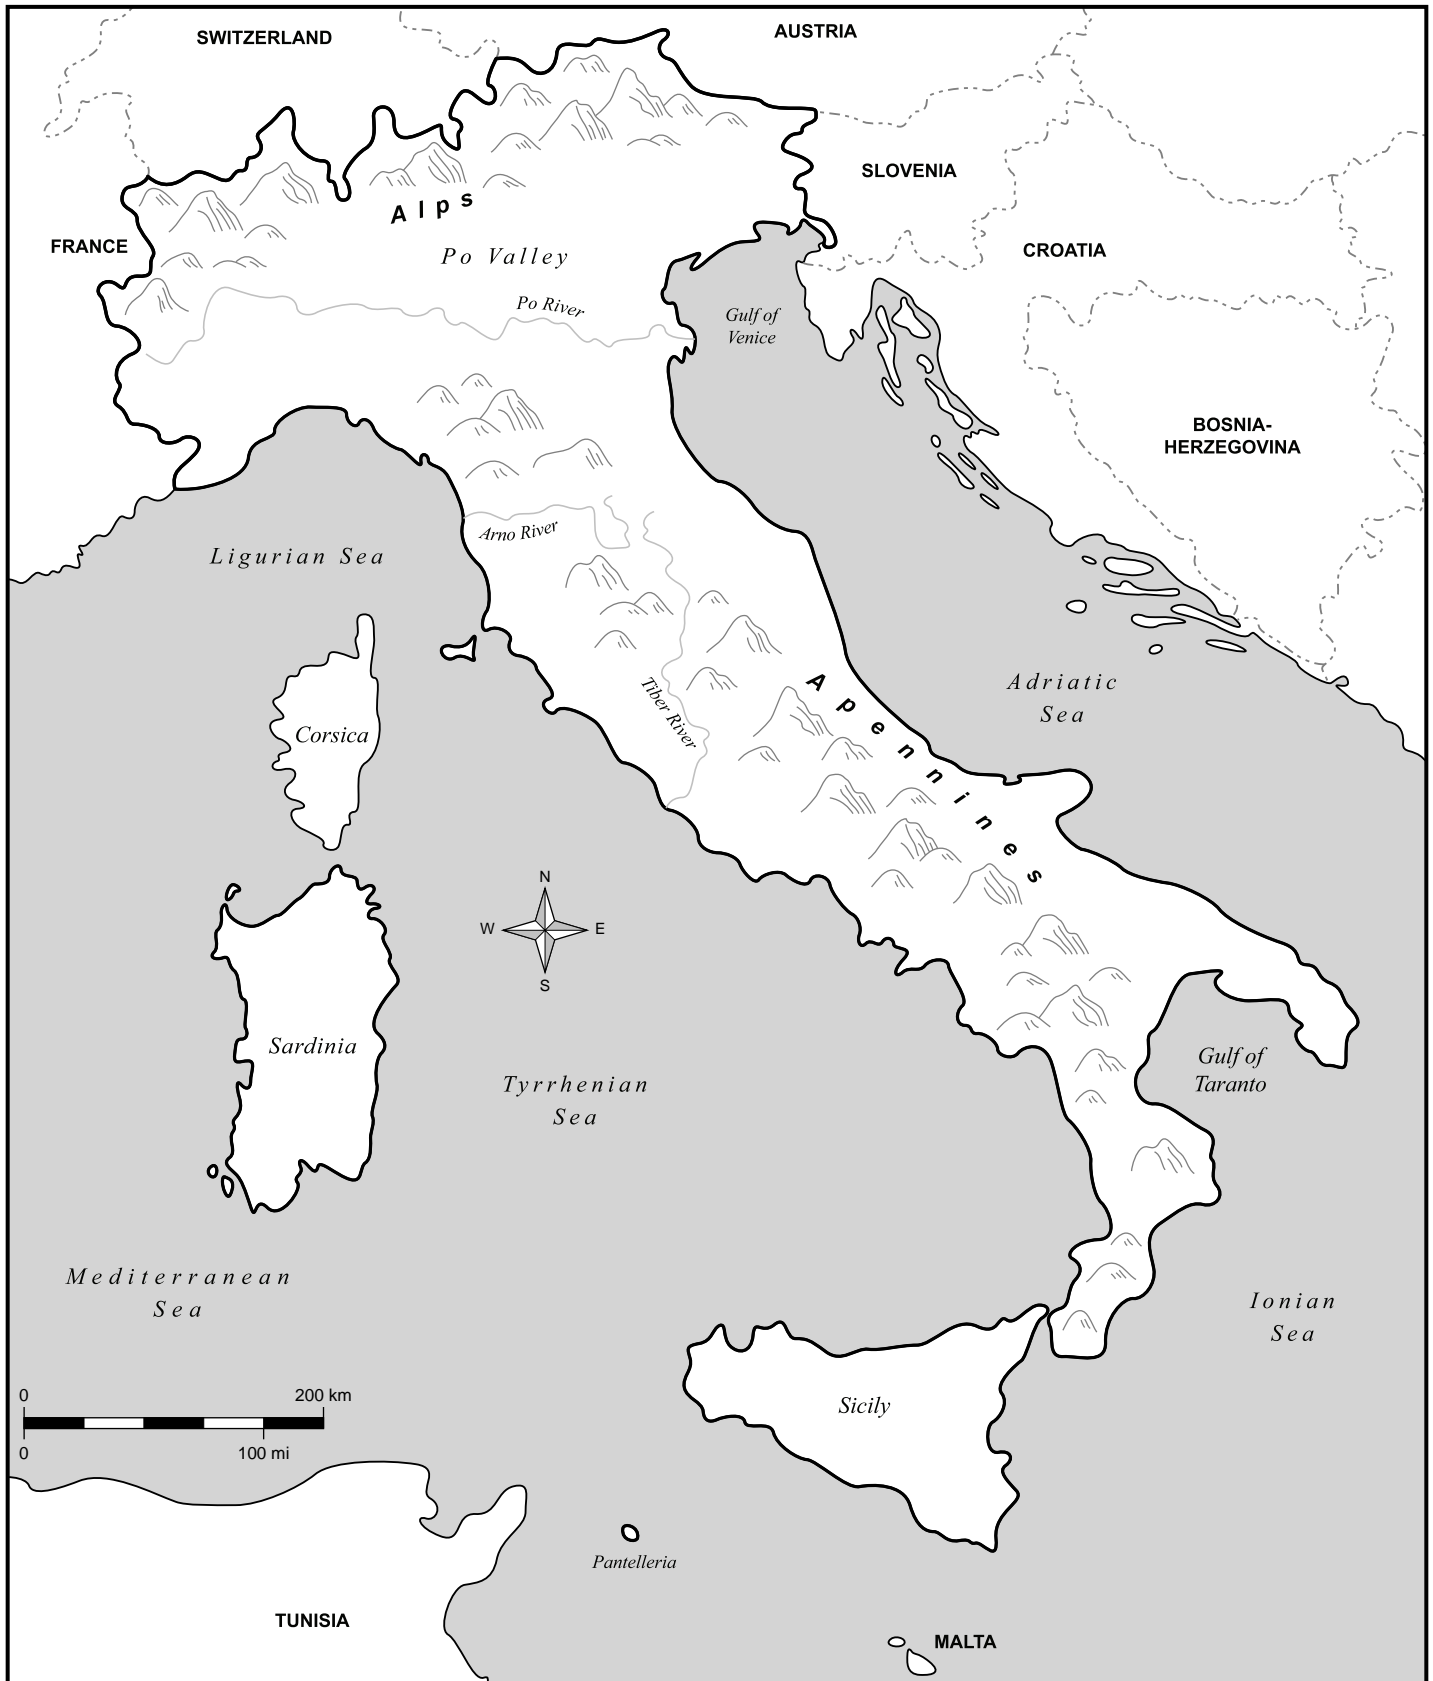 SWITZERLAND
AUSTRIA
SLOVENIA
FRANCE
Alps
CROATIA
Po Valley
Po River
Gulf of
Venice
BOSNIA-
HERZEGOVINA
Arno River
Ligurian Sea
Adriatic
Sea
Tiber River
Apennines
Corsica
N
W
E
S
Sardinia
Gulf of
Taranto
Tyrrhenian
Sea
Mediterranean
Sea
Ionian
Sea
0
200 km
0
100 mi
Sicily
Pantelleria
TUNISIA
MALTA